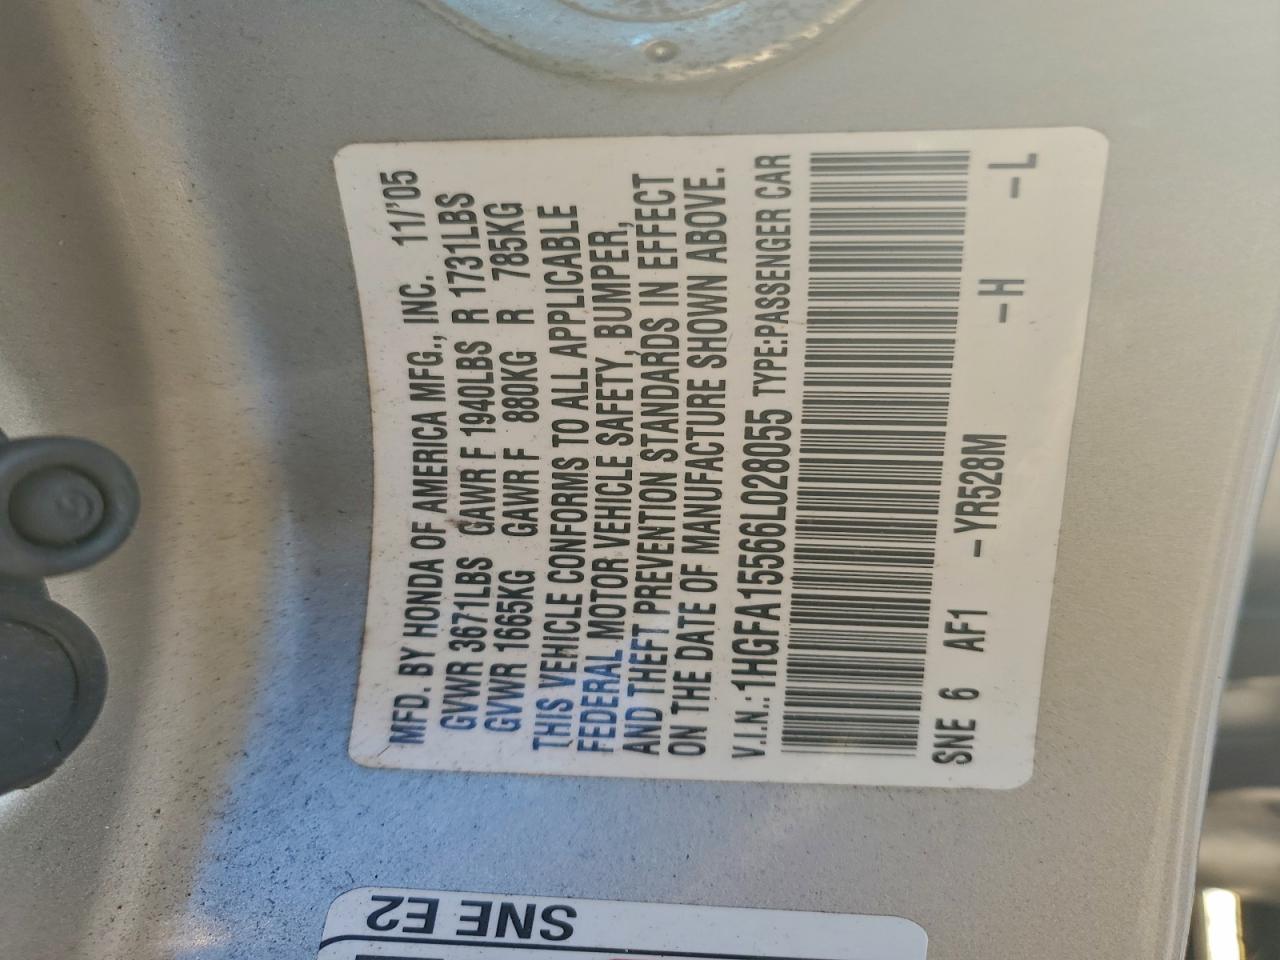 MFD. BY HONDA OF AMERICA MFG., INC. 11/'05
GVWR 3671LBS GAWR F 1940LBS R 1731LBS
GVWR 1665KG GAWR F 880KG R 785KG
THIS VEHICLE CONFORMS TO ALL APPLICABLE
FEDERAL MOTOR VEHICLE SAFETY, BUMPER,
AND THEFT PREVENTION STANDARDS IN EFFECT
ON THE DATE OF MANUFACTURE SHOWN ABOVE.
V.I.N.:1HGFA15566L028055 TYPE:PASSENGER CAR
SNE 6 AF1 -YR528M -H -L
SNE E2